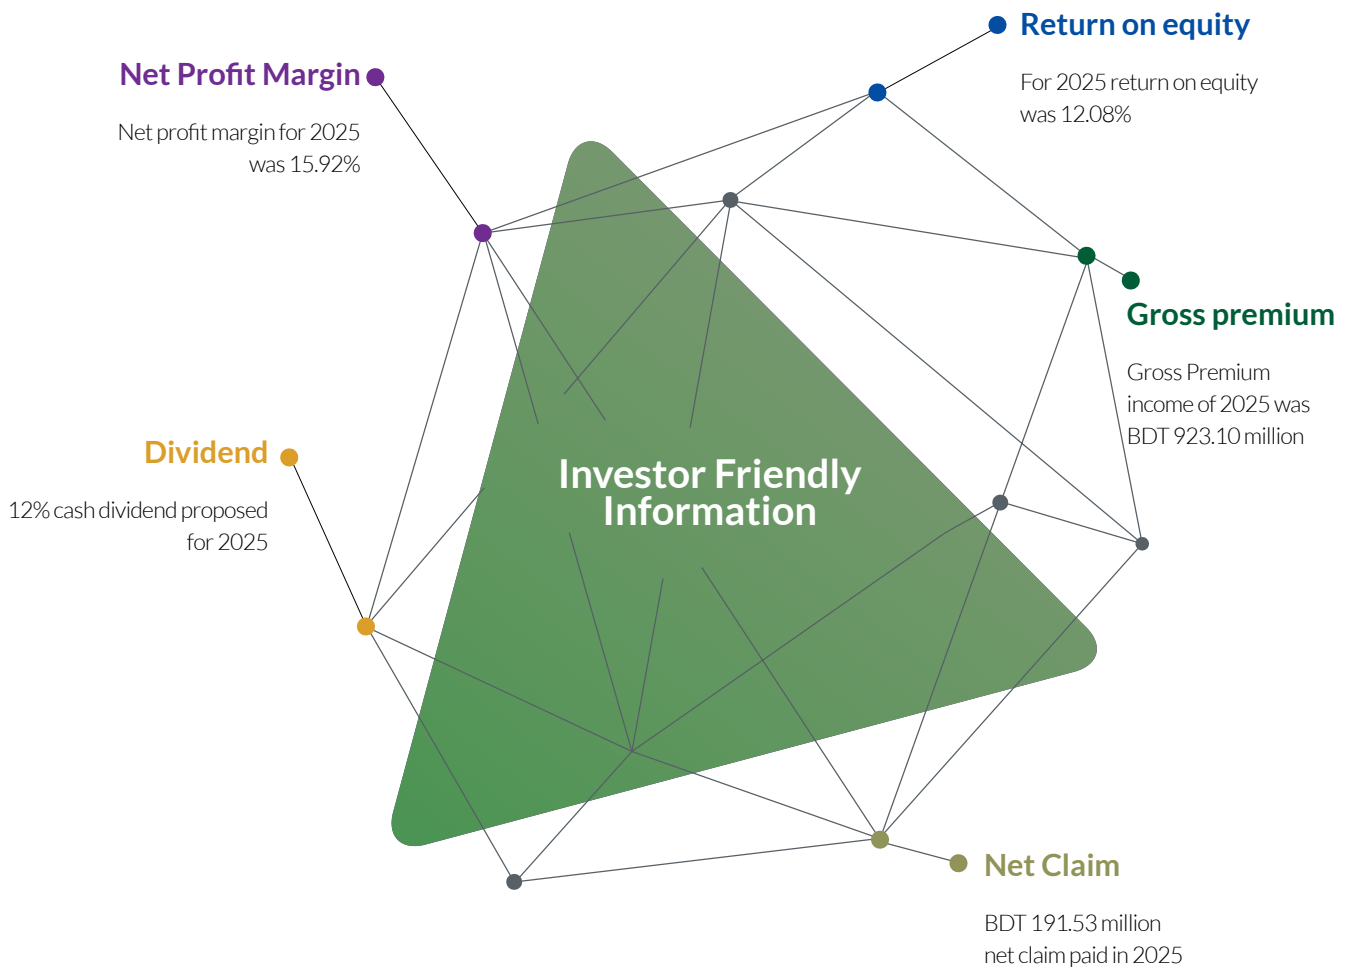 Return on equity
For 2025 return on equity
was 12.08%
Net Profit Margin
Net profit margin for 2025
was 15.92%
Gross premium
Gross Premium
income of 2025 was
BDT 923.10 million
Dividend
12% cash dividend proposed
for 2025
Investor Friendly
Information
Net Claim
BDT 191.53 million
net claim paid in 2025